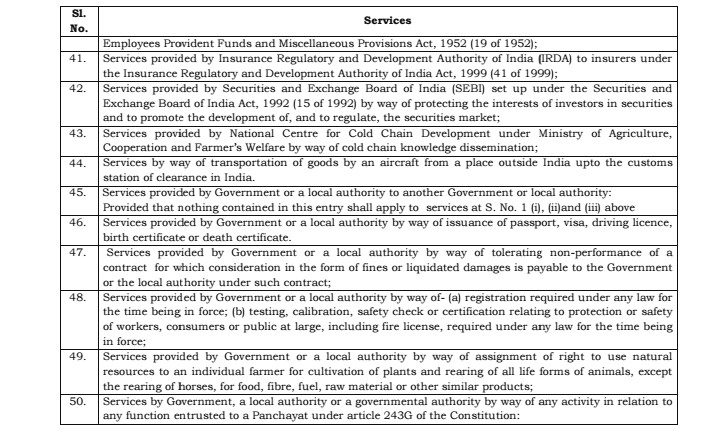 Sl.
No.
Services
Employees Provident Funds and Miscellaneous Provisions Act, 1952 (19 of 1952);
41. Services provided by Insurance Regulatory and Development Authority of India (IRDA) to insurers under
the Insurance Regulatory and Development Authority of India Act, 1999 (41 of 1999);
42. Services provided by Securities and Exchange Board of India (SEBI) set up under the Securities and
Exchange Board of India Act, 1992 (15 of 1992) by way of protecting the interests of investors in securities
and to promote the development of, and to regulate, the securities market;
43. Services provided by National Centre for Cold Chain Development under Ministry of Agriculture,
Cooperation and Farmer's Welfare by way of cold chain knowledge dissemination;
44. Services by way of transportation of goods by an aircraft from a place outside India upto the customs
station of clearance in India.
45. Services provided by Government or a local authority to another Government or local authority:
Provided that nothing contained in this entry shall apply to services at S. No. 1 (i), (ii)and (iii) above
46. Services provided by Government or a local authority by way of issuance of passport, visa, driving licence,
birth certificate or death certificate.
47. Services provided by Government or a local authority by way of tolerating non-performance of a
contract for which consideration in the form of fines or liquidated damages is payable to the Government
or the local authority under such contract;
48. Services provided by Government or a local authority by way of- (a) registration required under any law for
the time being in force; (b) testing, calibration, safety check or certification relating to protection or safety
of workers, consumers or public at large, including fire license, required under any law for the time being
in force;
49. Services provided by Government or a local authority by way of assignment of right to use natural
resources to an individual farmer for cultivation of plants and rearing of all life forms of animals, except
the rearing of horses, for food, fibre, fuel, raw material or other similar products;
50. Services by Government, a local authority or a governmental authority by way of any activity in relation to
any function entrusted to a Panchayat under article 243G of the Constitution: